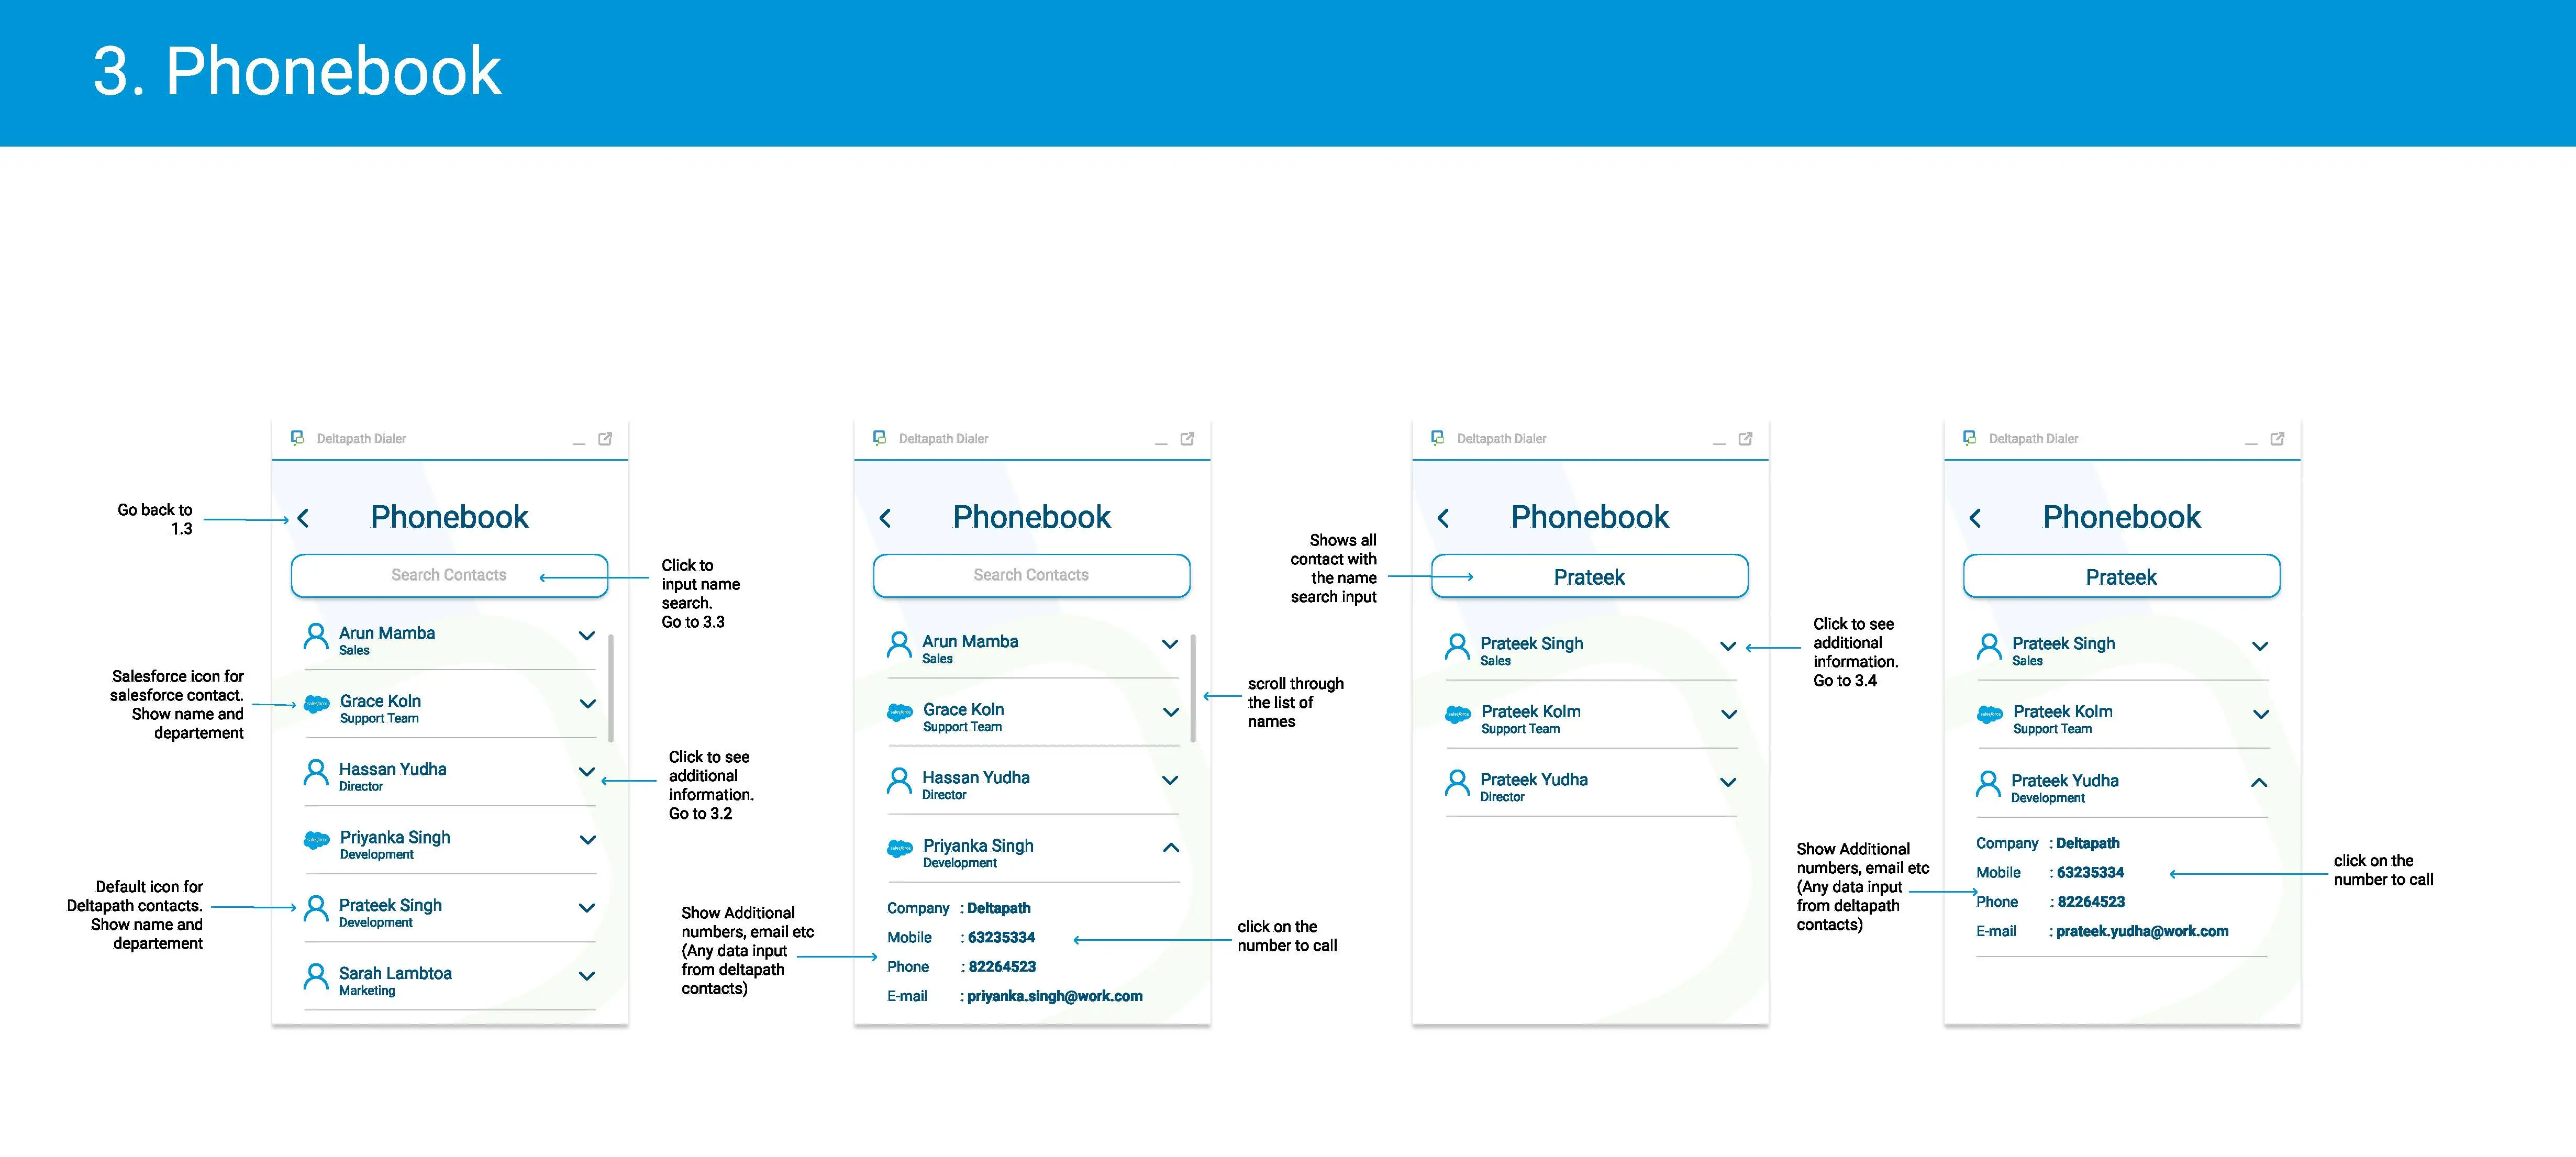 3. Phonebook
Deltapath Dialer
Go back to
1.3
Phonebook
Search Contacts
Click to
input name
search.
Go to 3.3
Arun Mamba
Sales
Salesforce icon for
salesforce contact.
Show name and
departement
Grace Koln
Support Team
Hassan Yudha
Director
Click to see
additional
information.
Go to 3.2
Priyanka Singh
Development
Default icon for
Deltapath contacts.
Show name and
departement
Prateek Singh
Development
Sarah Lambtoa
Marketing
Deltapath Dialer
Phonebook
Search Contacts
Arun Mamba
Sales
Grace Koln
Support Team
scroll through
the list of
names
Hassan Yudha
Director
Priyanka Singh
Development
Show Additional
numbers, email etc
(Any data input
from deltapath
contacts)
Company : Deltapath
Mobile : 63235334
Phone : 82264523
E-mail : priyanka.singh@work.com
click on the
number to call
Deltapath Dialer
Phonebook
Shows all
contact with
the name
search input
Prateek
Prateek Singh
Sales
Click to see
additional
information.
Go to 3.4
Prateek Kolm
Support Team
Prateek Yudha
Director
Deltapath Dialer
Phonebook
Prateek
Prateek Singh
Sales
Prateek Kolm
Support Team
Prateek Yudha
Development
Show Additional
numbers, email etc
(Any data input
from deltapath
contacts)
Company : Deltapath
Mobile : 63235334
Phone : 82264523
E-mail : prateek.yudha@work.com
click on the
number to call